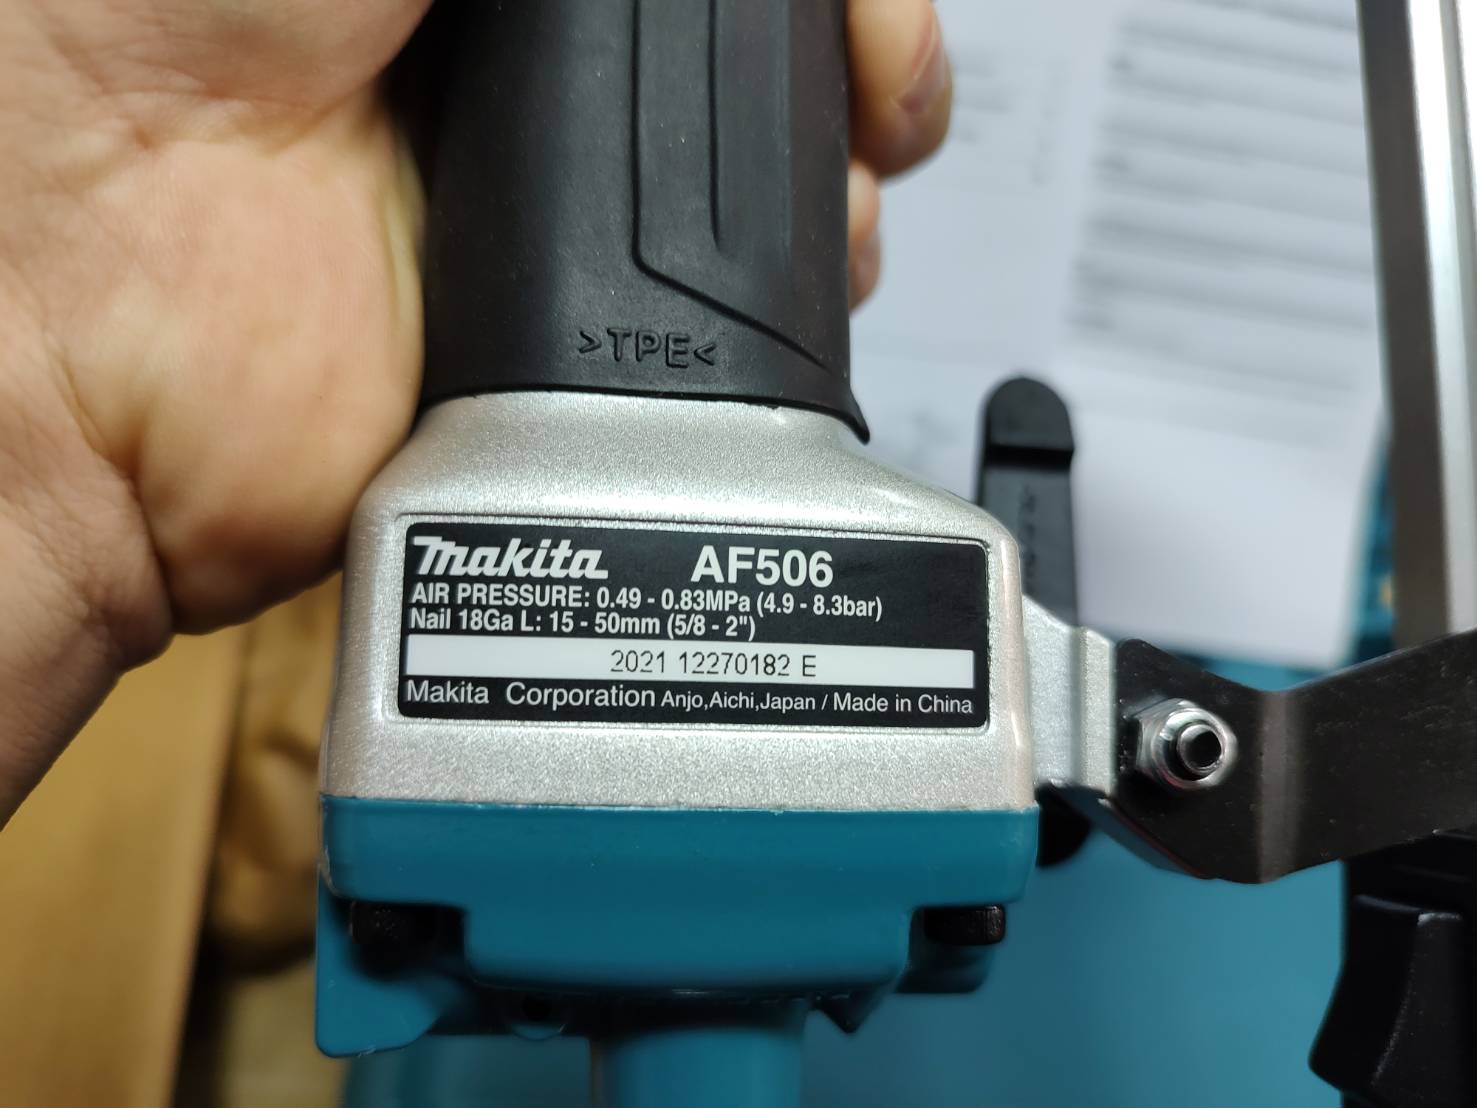 >TPE<
makita AF506
AIR PRESSURE: 0.49 - 0.83MPa (4.9 - 8.3bar)
Nail 18Ga L: 15 - 50mm (5/8 - 2")
2021 12270182 E
Makita Corporation Anjo,Aichi,Japan / Made in China